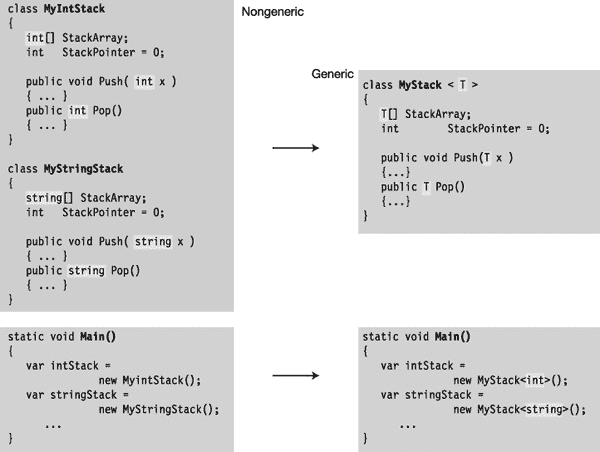 Nongeneric
class MyIntStack
{
int[] StackArray;
int StackPointer = 0;
public void Push( int x )
{ ... }
public int Pop()
{ ... }
}
class MyStringStack
{
string[] StackArray;
int StackPointer = 0;
public void Push( string x )
{ ... }
public string Pop()
{ ... }
}
Generic
class MyStack < T >
{
T[] StackArray;
int StackPointer = 0;
public void Push(T x )
{...}
public T Pop()
{...}
}
static void Main()
{
var intStack =
new MyintStack();
var stringStack =
new MyStringStack();
...
}
static void Main()
{
var intStack =
new MyStack<int>();
var stringStack =
new MyStack<string>();
...
}